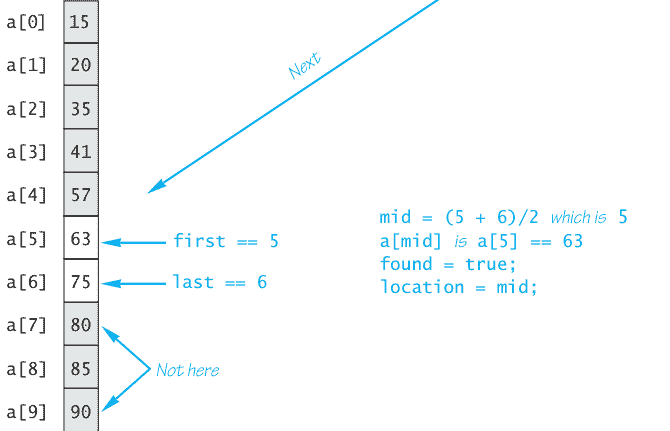 a[0] 15
a[1] 20
Next
a[2] 35
a[3] 41
a[4] 57
mid = (5 + 6)/2 which is 5
a[5] 63 first == 5
a[mid] is a[5] == 63
found = true;
a[6] 75 last == 6
location = mid;
a[7] 80
a[8] 85 Not here
a[9] 90